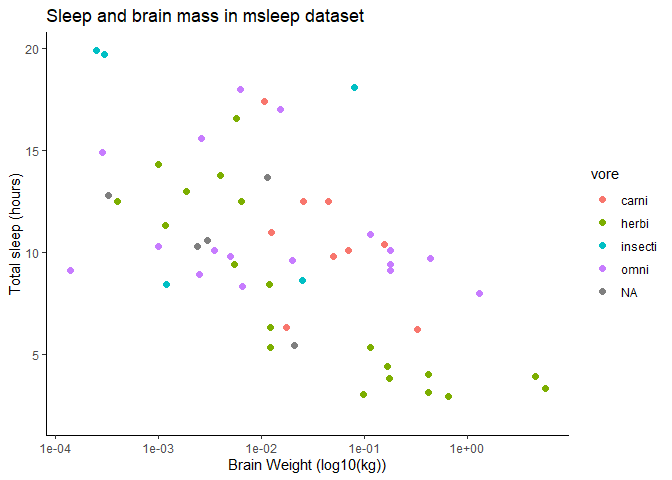 Sleep and brain mass in msleep dataset
20
15
10
5
Total sleep (hours)
1e-04 1e-03 1e-02 1e-01 1e+00
Brain Weight (log10(kg))
vore
carni
herbi
insecti
omni
NA